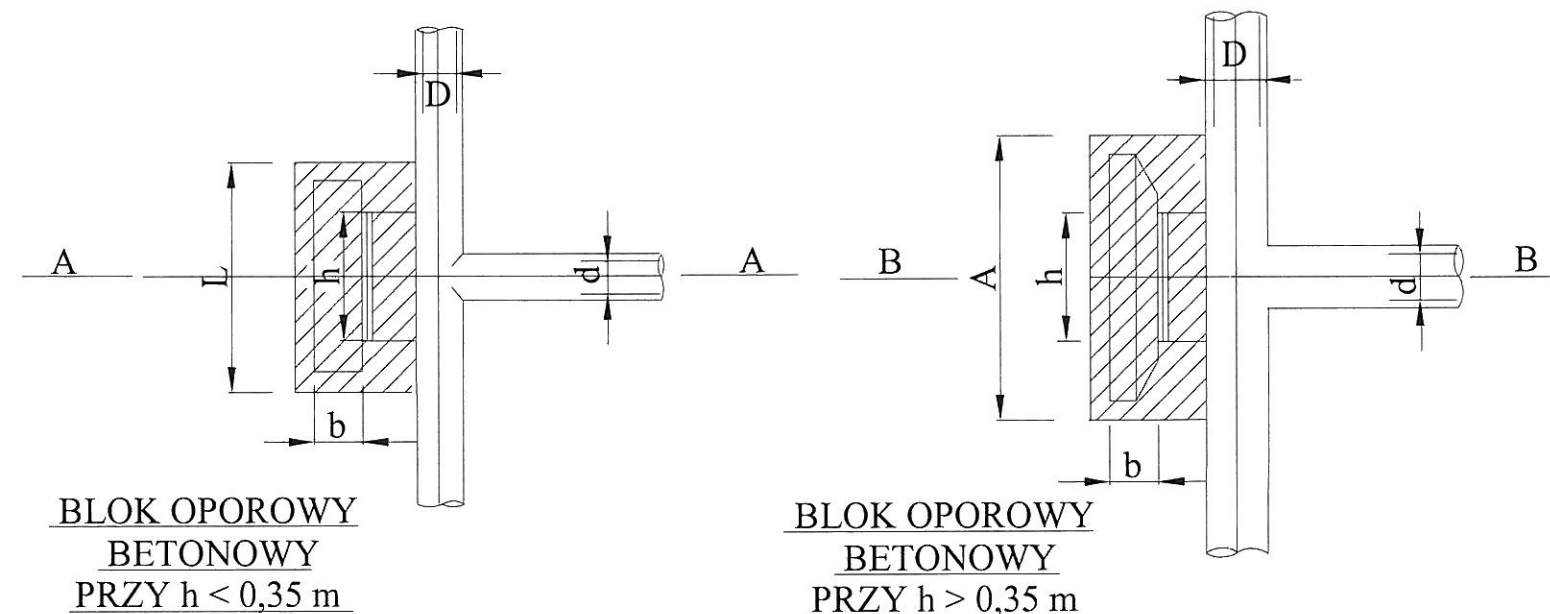 D
D
A
L
h
d
A
B
A
h
d
B
b
b
BLOK OPOROWY
BETONOWY
PRZY h < 0,35 m
BLOK OPOROWY
BETONOWY
PRZY h > 0,35 m